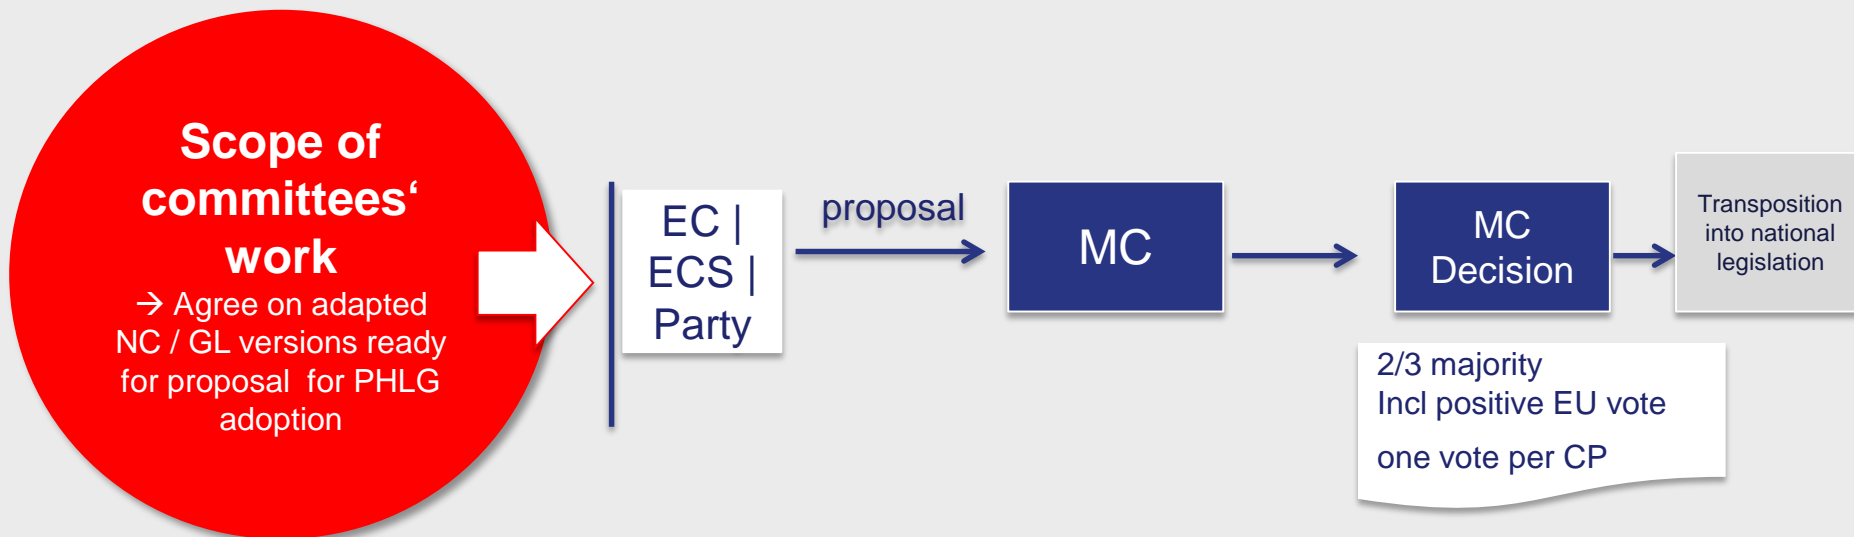 Scope of
committees‘
work
→ Agree on adapted
NC / GL versions ready
for proposal for PHLG
adoption
EC |
ECS |
Party
proposal
MC
MC
Decision
2/3 majority
Incl positive EU vote
one vote per CP
Transposition
into national
legislation